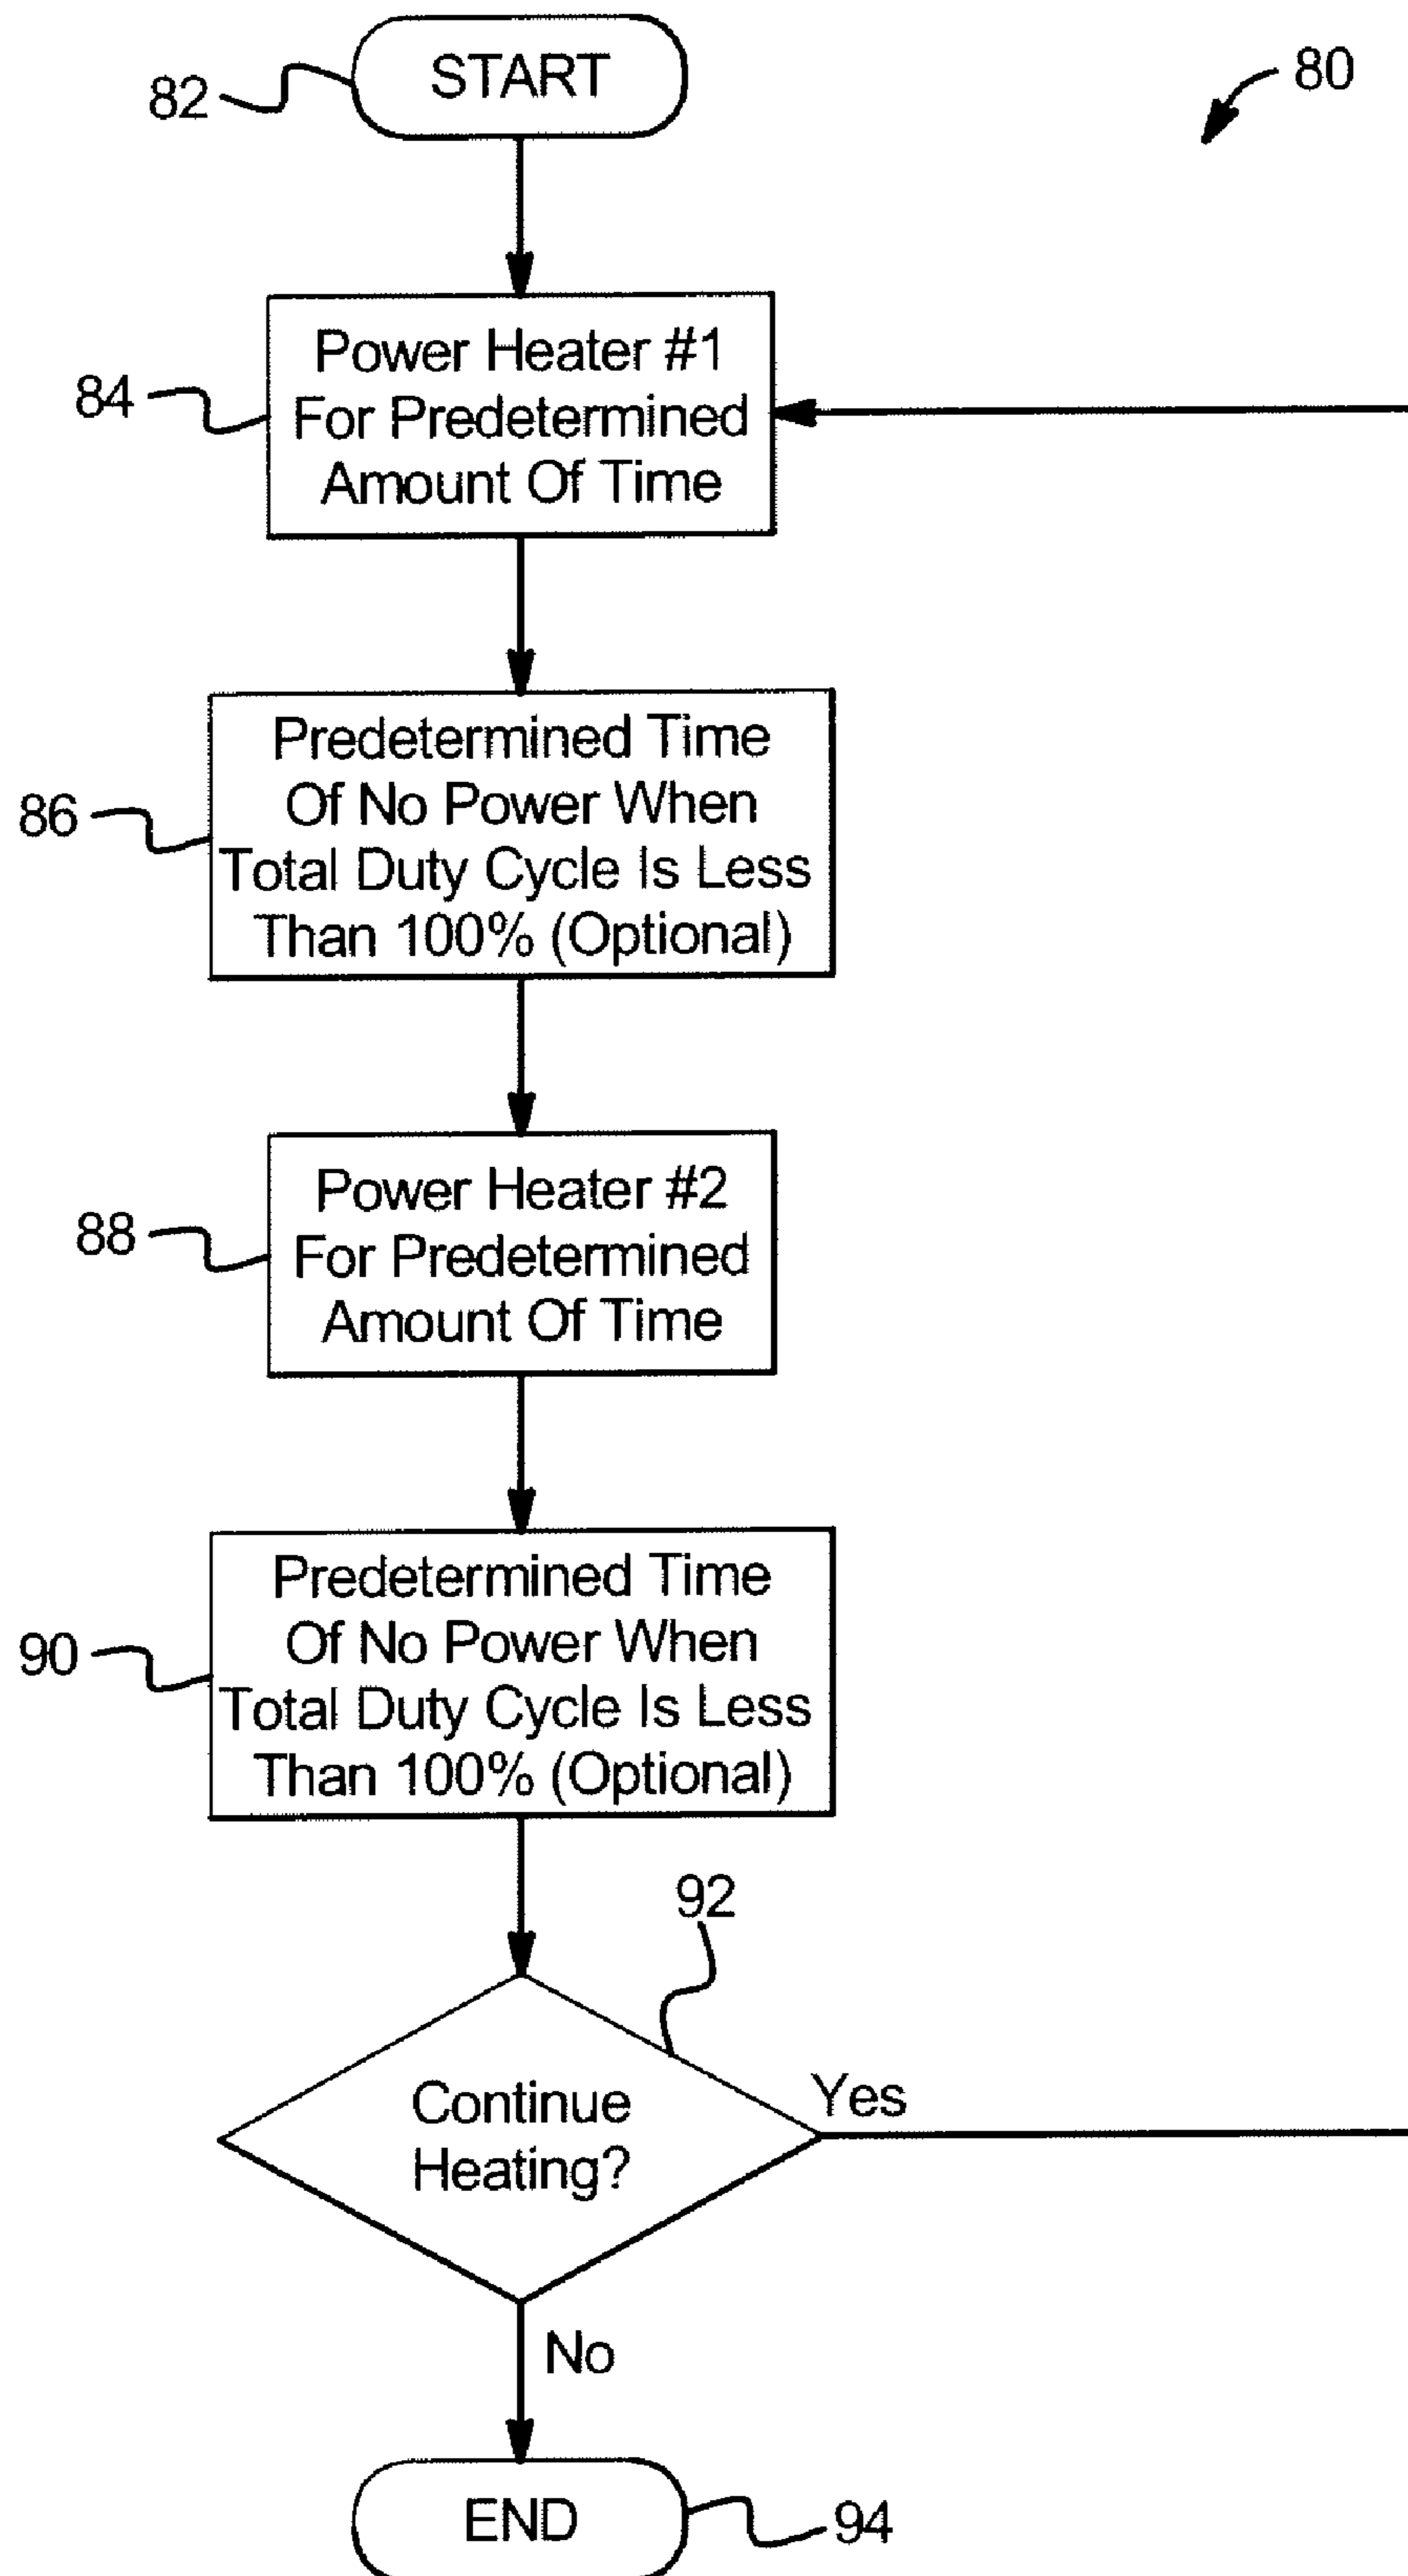 START
82
80
Power Heater #1
For Predetermined
Amount Of Time
84
Predetermined Time
Of No Power When
Total Duty Cycle Is Less
Than 100% (Optional)
86
Power Heater #2
For Predetermined
Amount Of Time
88
Predetermined Time
Of No Power When
Total Duty Cycle Is Less
Than 100% (Optional)
90
92
Continue
Heating?
Yes
No
END
94